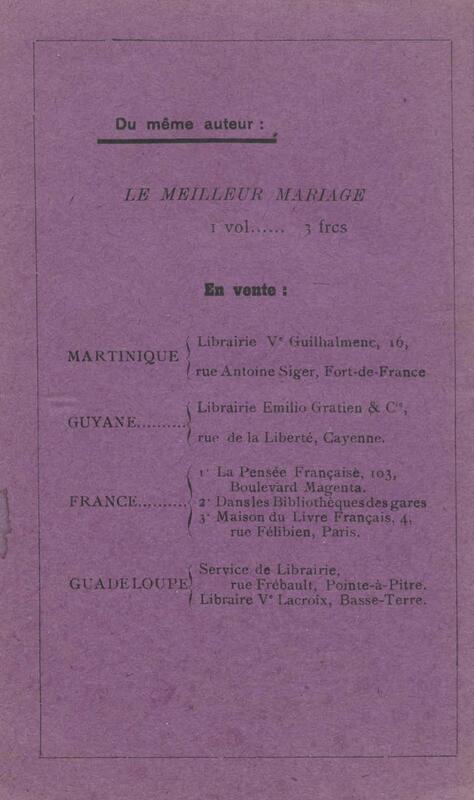 Du même auteur :
LE MEILLEUR MARIAGE
1 vol...... 3 frcs
En vente :
MARTINIQUE
Librairie Vᵉ Guilhalmenc, 16,
rue Antoine Siger, Fort-de-France
GUYANE..........
Librairie Emilio Gratien & Cⁱᵉ,
rue de la Liberté, Cayenne.
FRANCE..........
1° La Pensée Française, 103,
Boulevard Magenta.
2° Dans les Bibliothèques des gares
3° Maison du Livre Français, 4,
rue Félibien, Paris.
GUADELOUPE
Service de Librairie,
rue Frébault, Pointe-à-Pitre.
Libraire Vᵉ Lacroix, Basse-Terre.